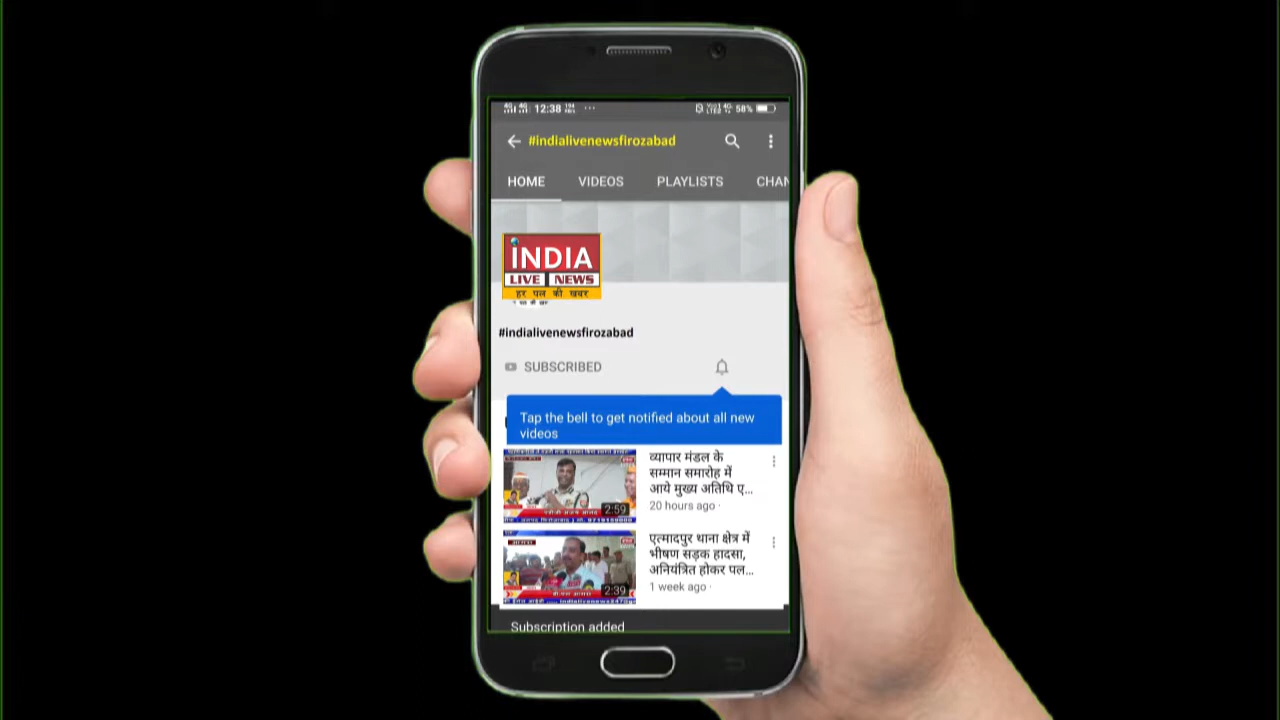 12:38
58%
#indialivenewsfirozabad
HOME VIDEOS PLAYLISTS CHAN
INDIA
LIVE NEWS
हर पल की खबर
#indialivenewsfirozabad
SUBSCRIBED
Tap the bell to get notified about all new
videos
व्यापार मंडल के
सम्मान समारोह में
आये मुख्य अतिथि ए...
20 hours ago ·
2:59
एत्मादपुर थाना क्षेत्र में
भीषण सड़क हादसा,
अनियंत्रित होकर पल...
1 week ago ·
2:39
Subscription added